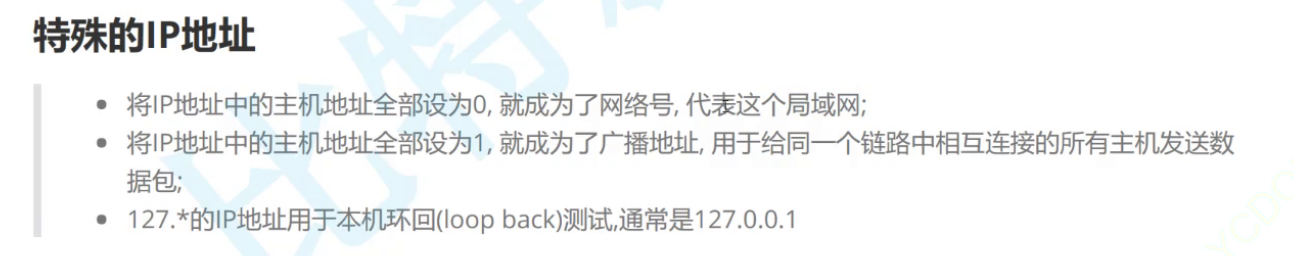 特殊的IP地址
将IP地址中的主机地址全部设为0, 就成为了网络号, 代表这个局域网;
将IP地址中的主机地址全部设为1, 就成为了广播地址, 用于给同一个链路中相互连接的所有主机发送数
据包;
127.*的IP地址用于本机环回(loop back)测试,通常是127.0.0.1